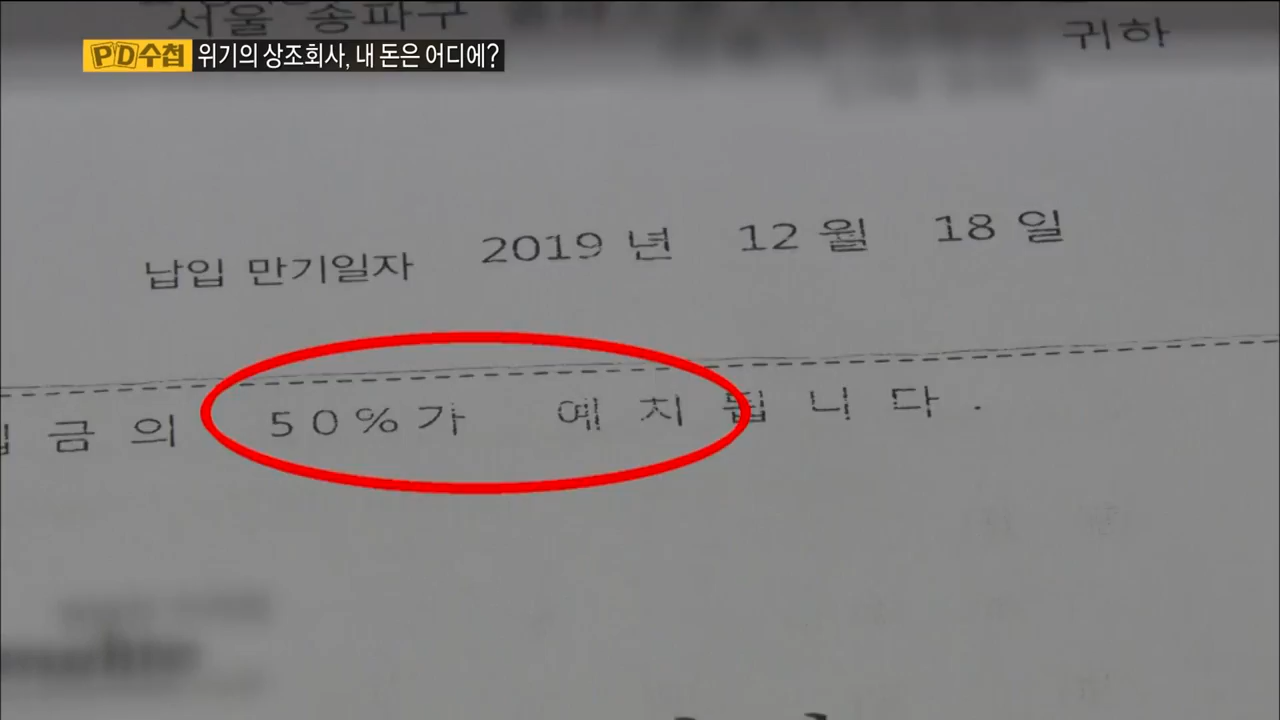 서울 송파구
귀하
PD수첩 위기의 상조회사, 내 돈은 어디에?
납입 만기일자 2019 년 12 월 18 일
금의 50%가 예치됩니다.